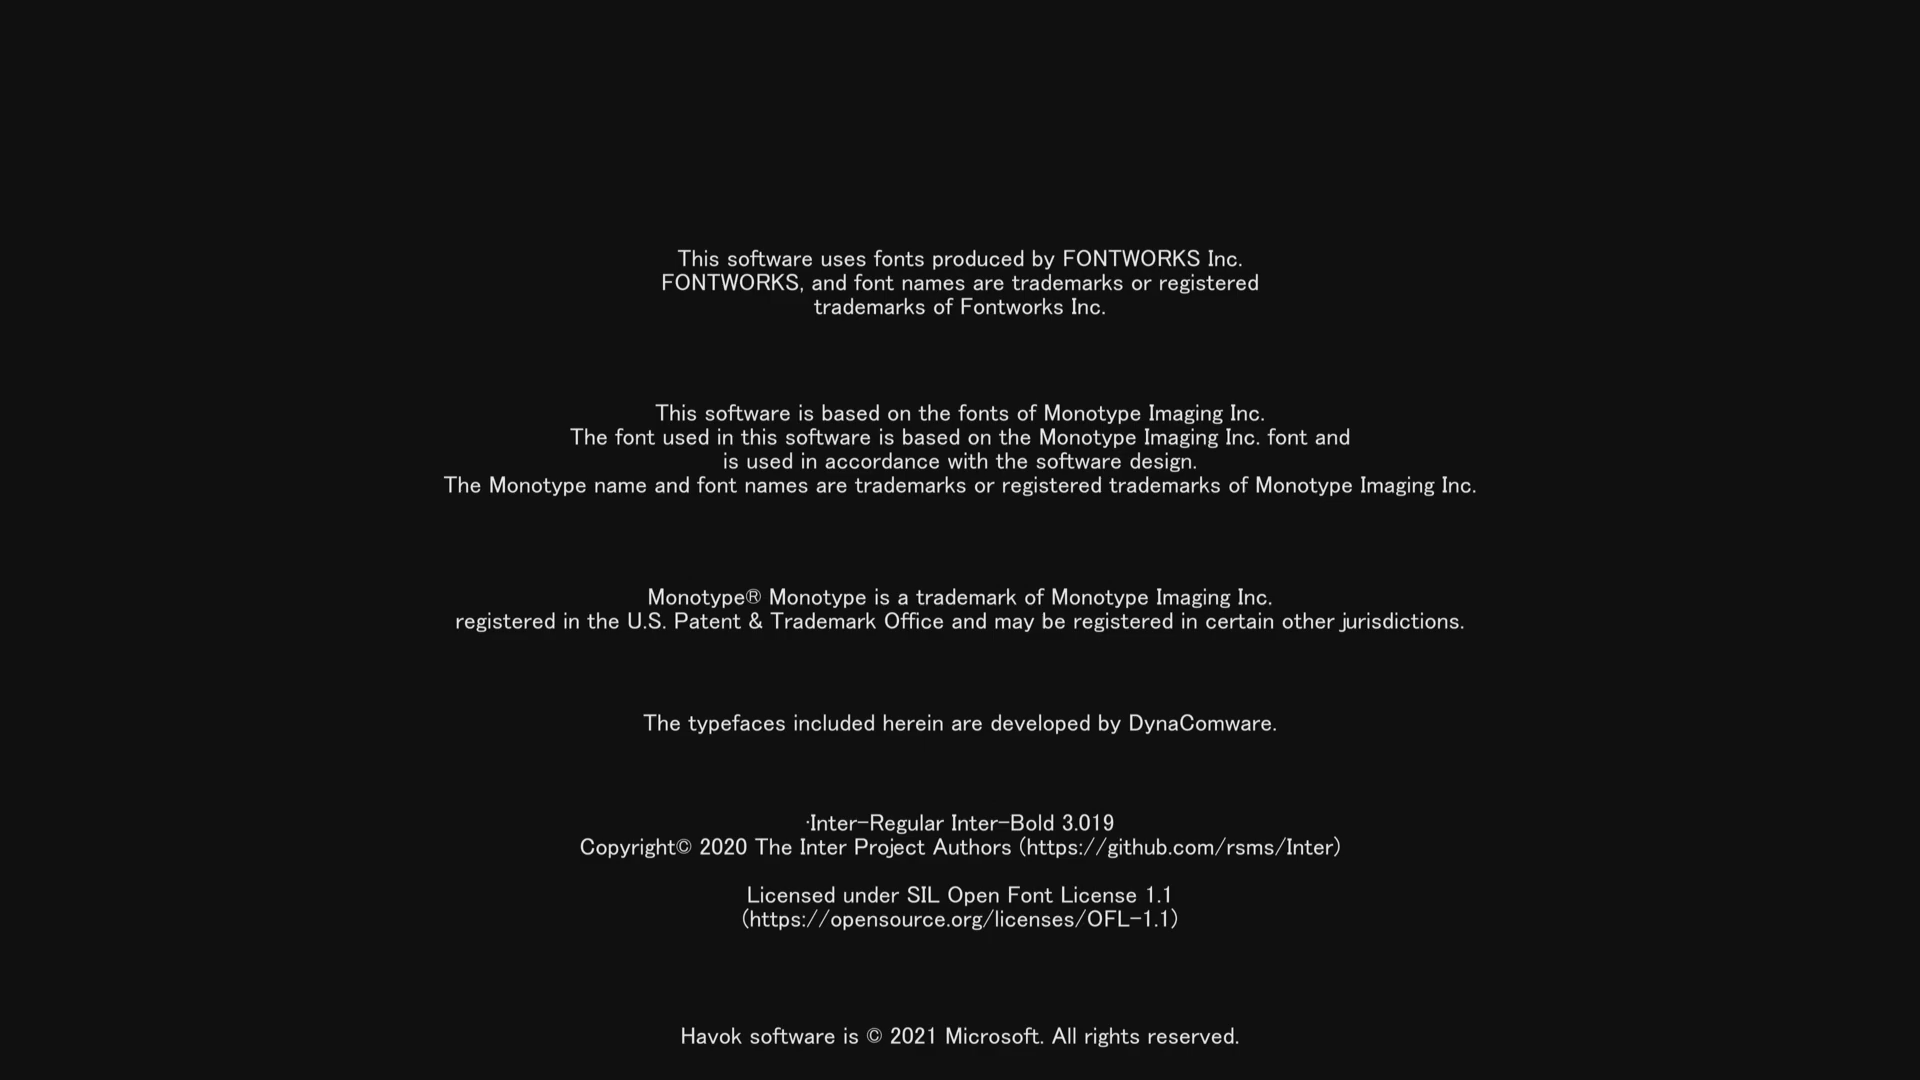 This software uses fonts produced by FONTWORKS Inc.
FONTWORKS, and font names are trademarks or registered
trademarks of Fontworks Inc.
This software is based on the fonts of Monotype Imaging Inc.
The font used in this software is based on the Monotype Imaging Inc. font and
is used in accordance with the software design.
The Monotype name and font names are trademarks or registered trademarks of Monotype Imaging Inc.
Monotype® Monotype is a trademark of Monotype Imaging Inc.
registered in the U.S. Patent & Trademark Office and may be registered in certain other jurisdictions.
The typefaces included herein are developed by DynaComware.
·Inter-Regular Inter-Bold 3.019
Copyright© 2020 The Inter Project Authors (https://github.com/rsms/Inter)
Licensed under SIL Open Font License 1.1
(https://opensource.org/licenses/OFL-1.1)
Havok software is © 2021 Microsoft. All rights reserved.